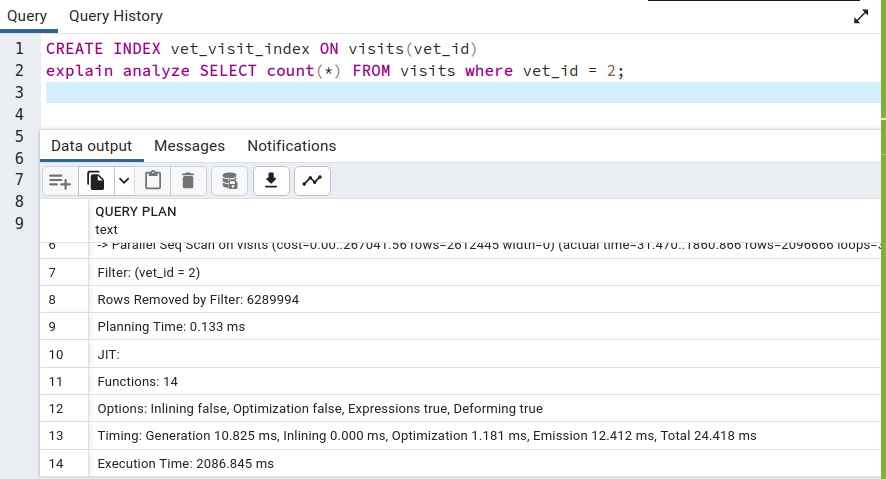 Query Query History
1 CREATE INDEX vet_visit_index ON visits(vet_id)
2 explain analyze SELECT count(*) FROM visits where vet_id = 2;
3
4
5
6
7
8
9
Data output Messages Notifications
QUERY PLAN
text
6 -> Parallel Seq Scan on visits (cost=0.00..267041.56 rows=2612445 width=0) (actual time=31.470..1860.866 rows=2096666 loops=3
7 Filter: (vet_id = 2)
8 Rows Removed by Filter: 6289994
9 Planning Time: 0.133 ms
10 JIT:
11 Functions: 14
12 Options: Inlining false, Optimization false, Expressions true, Deforming true
13 Timing: Generation 10.825 ms, Inlining 0.000 ms, Optimization 1.181 ms, Emission 12.412 ms, Total 24.418 ms
14 Execution Time: 2086.845 ms